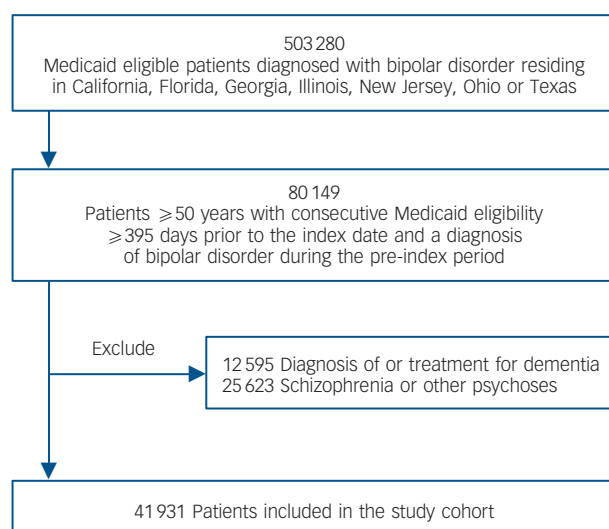 503 280
Medicaid eligible patients diagnosed with bipolar disorder residing
in California, Florida, Georgia, Illinois, New Jersey, Ohio or Texas
80 149
Patients ⩾50 years with consecutive Medicaid eligibility
⩾395 days prior to the index date and a diagnosis
of bipolar disorder during the pre-index period
Exclude
12 595 Diagnosis of or treatment for dementia
25 623 Schizophrenia or other psychoses
41 931 Patients included in the study cohort